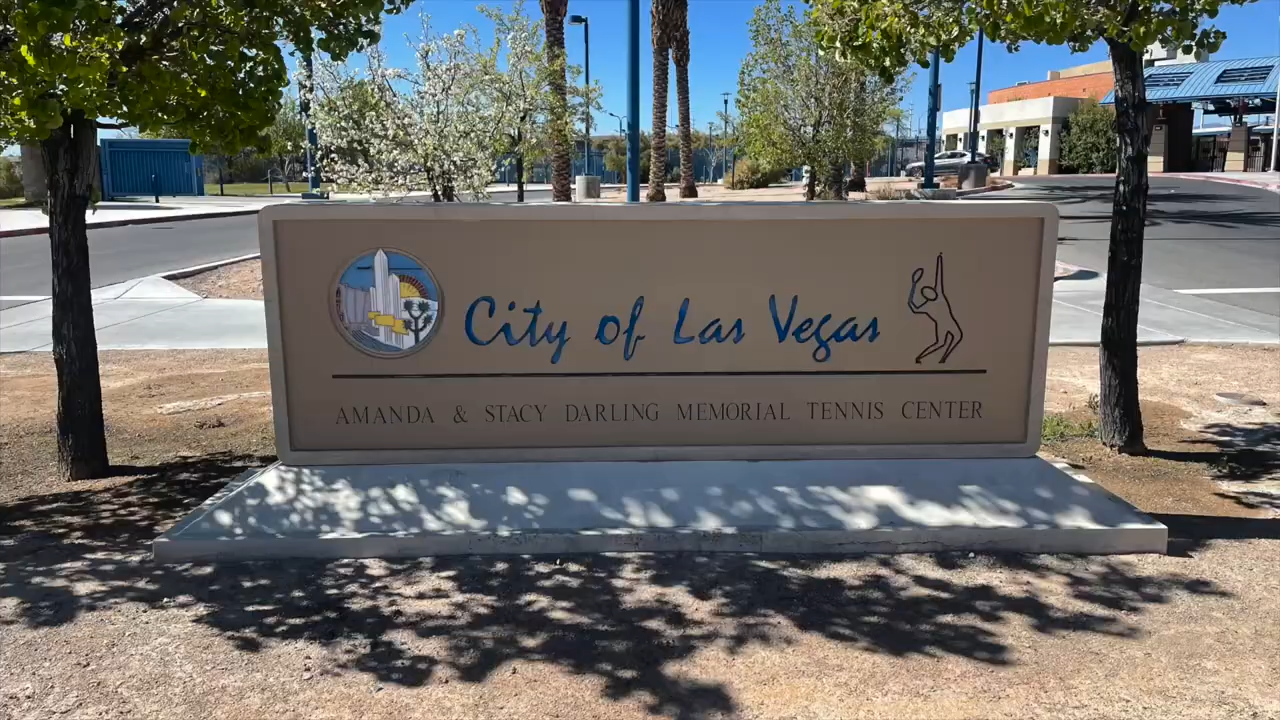 City of Las Vegas
AMANDA & STACY DARLING MEMORIAL TENNIS CENTER